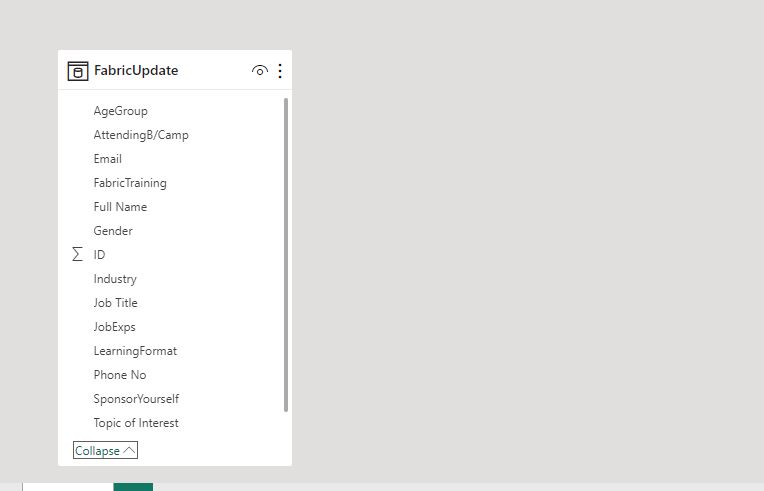 FabricUpdate
AgeGroup
AttendingB/Camp
Email
FabricTraining
Full Name
Gender
∑ ID
Industry
Job Title
JobExps
LearningFormat
Phone No
SponsorYourself
Topic of Interest
Collapse